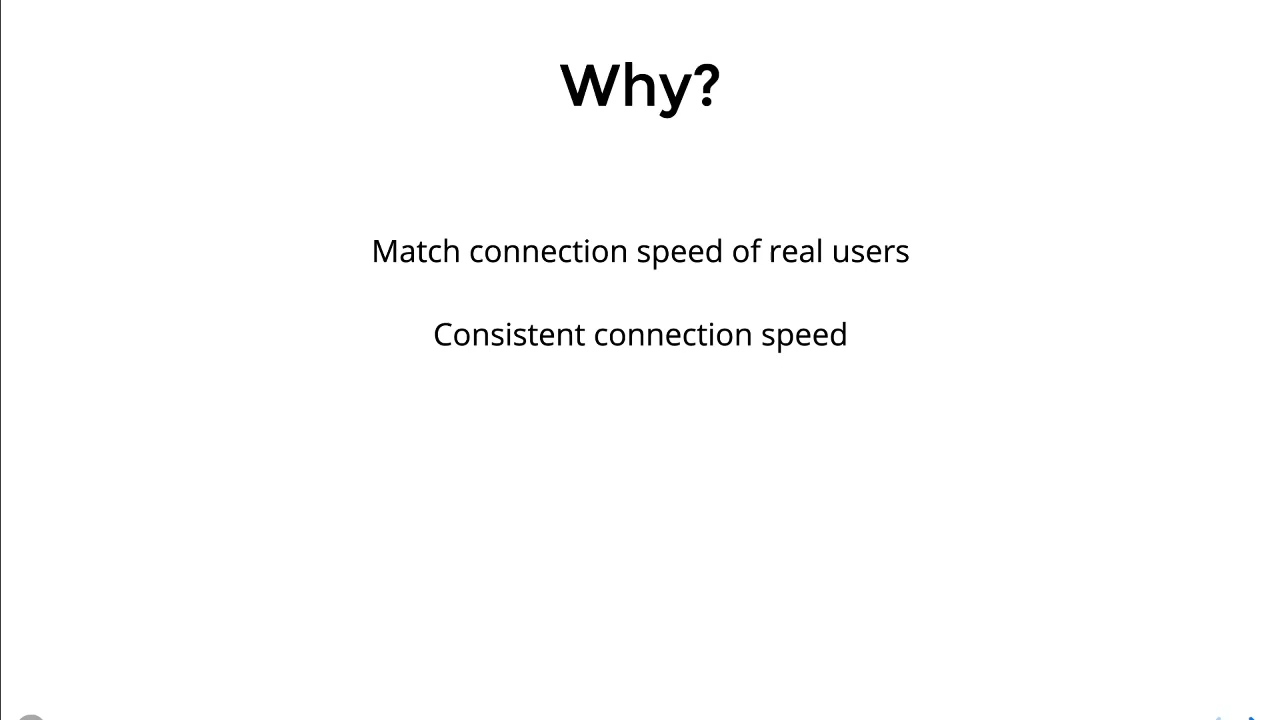 Why?
Match connection speed of real users
Consistent connection speed